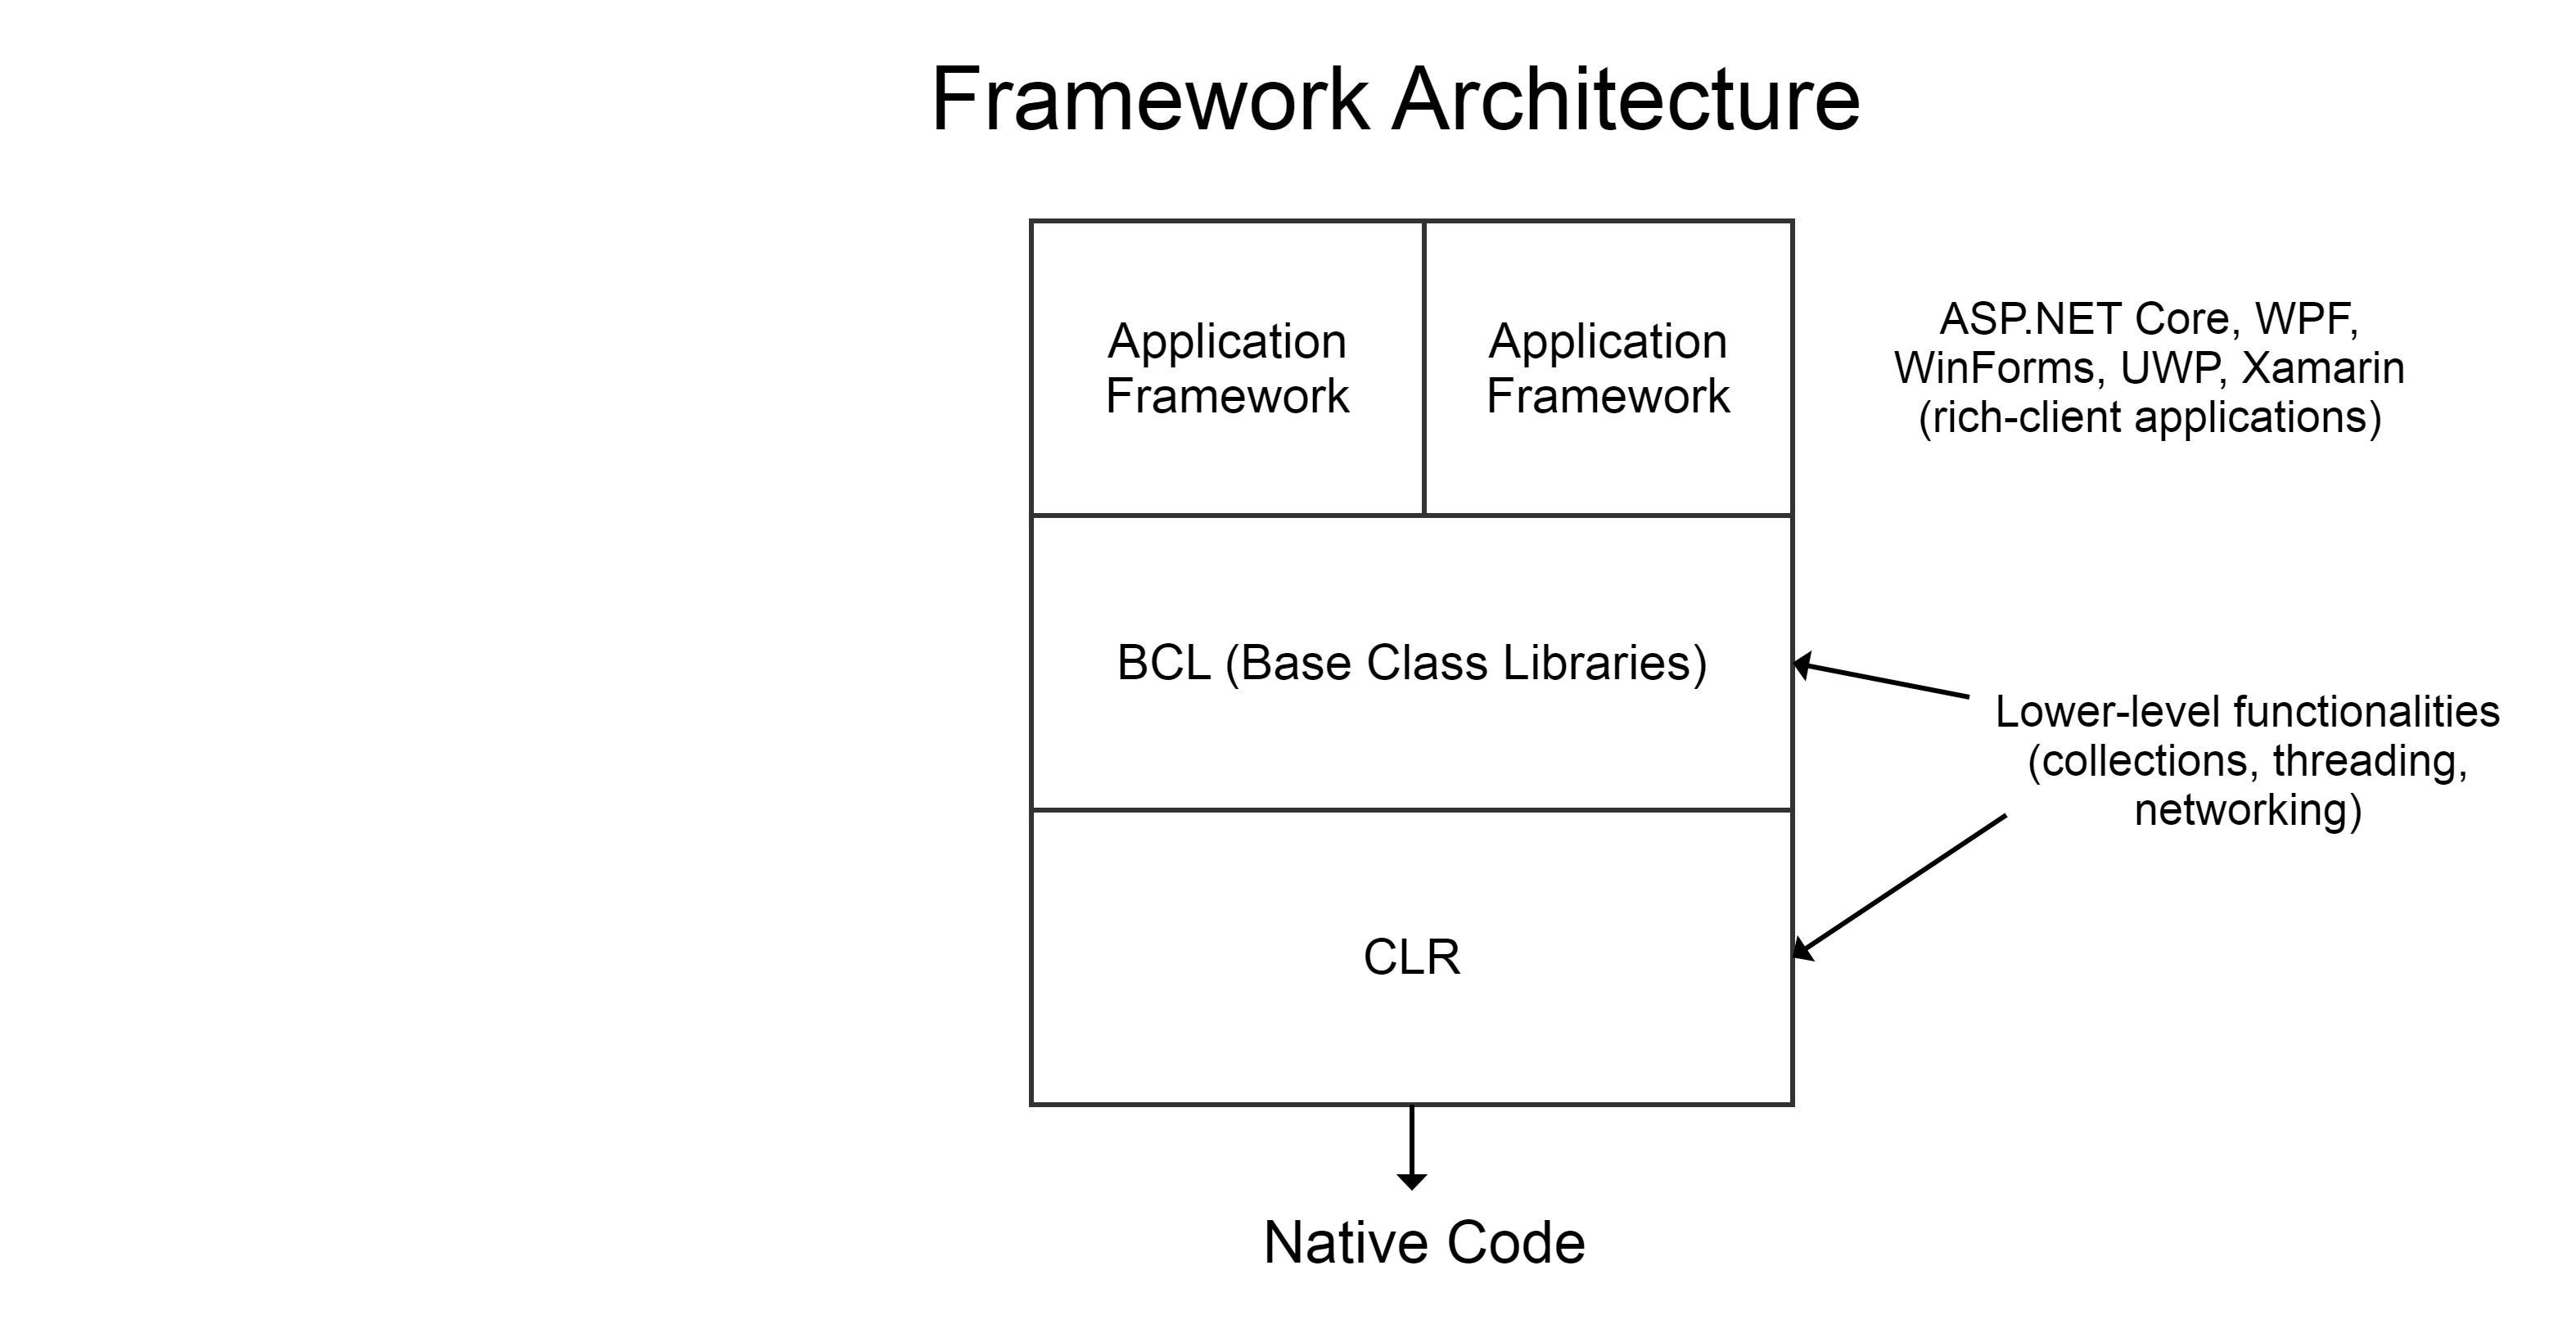 Framework Architecture
Application
Framework
Application
Framework
ASP.NET Core, WPF,
WinForms, UWP, Xamarin
(rich-client applications)
BCL (Base Class Libraries)
Lower-level functionalities
(collections, threading,
networking)
CLR
Native Code